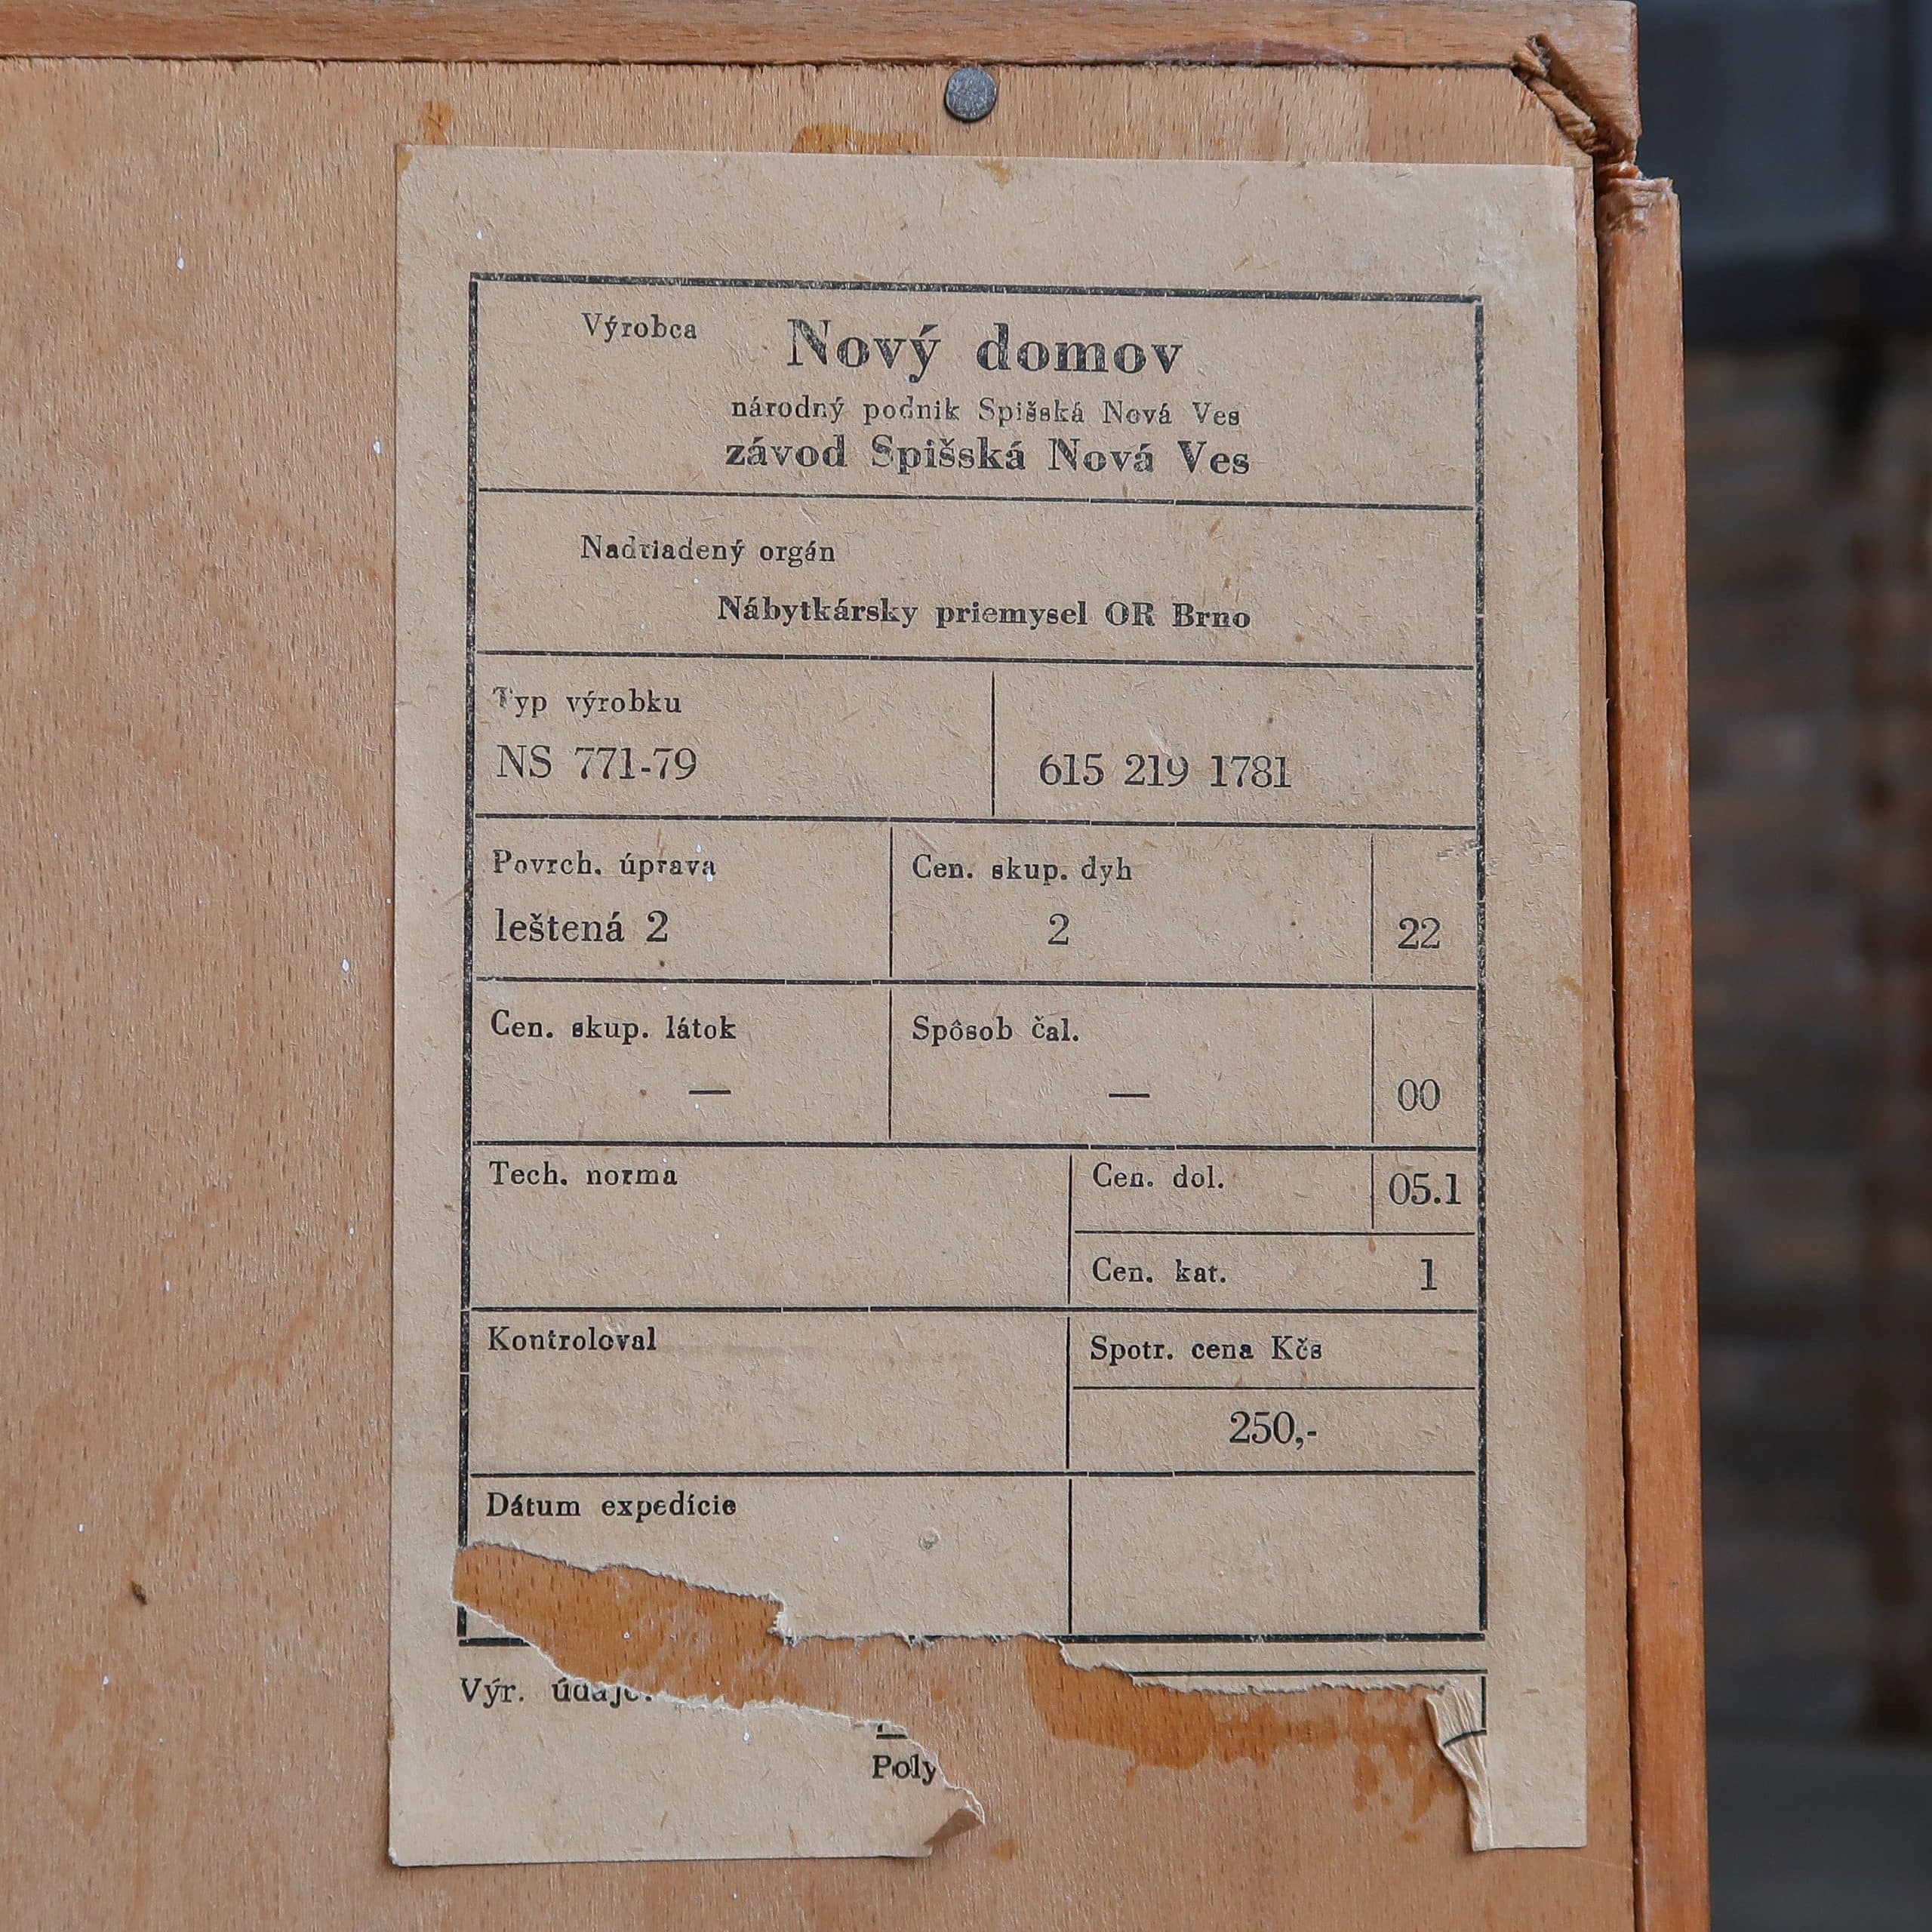 Výrobca Nový domov
národný podnik Spišská Nová Ves
závod Spišská Nová Ves
Nadriadený orgán
Nábytkársky priemysel OR Brno
Typ výrobku
NS 771-79 615 219 1781
Povrch. úprava Cen. skup. dyh
leštená 2 2 22
Cen. skup. látok Spôsob čal.
— — 00
Tech. norma Cen. dol. 05.1
Cen. kat. 1
Kontroloval Spotr. cena Kčs
250,-
Dátum expedície
Výr. údaje:
Poly